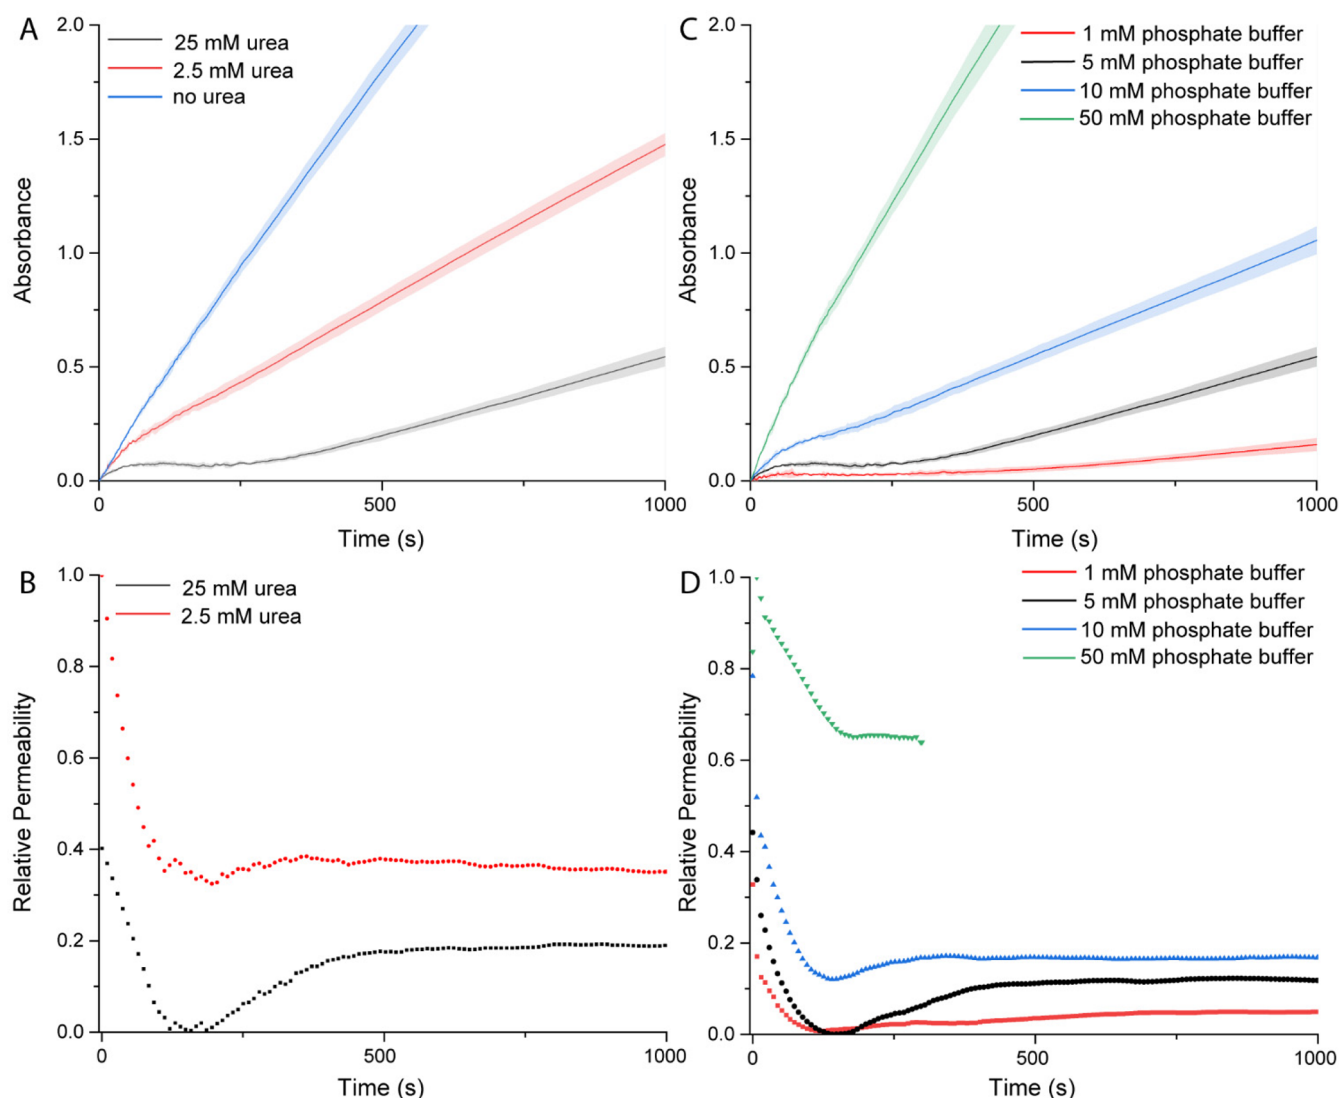 A
2.0
1.5
1.0
0.5
0.0
Absorbance
25 mM urea
2.5 mM urea
no urea
0
500
1000
Time (s)
C
2.0
1.5
1.0
0.5
0.0
Absorbance
1 mM phosphate buffer
5 mM phosphate buffer
10 mM phosphate buffer
50 mM phosphate buffer
0
500
1000
Time (s)
B
1.0
0.8
0.6
0.4
0.2
0.0
Relative Permeability
25 mM urea
2.5 mM urea
0
500
1000
Time (s)
D
1.0
0.8
0.6
0.4
0.2
0.0
Relative Permeability
1 mM phosphate buffer
5 mM phosphate buffer
10 mM phosphate buffer
50 mM phosphate buffer
0
500
1000
Time (s)